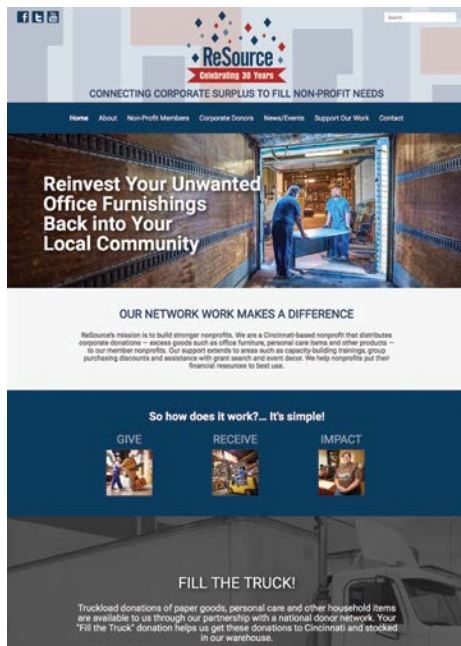 Search
ReSource
Celebrating 30 Years
CONNECTING CORPORATE SURPLUS TO FILL NON-PROFIT NEEDS
Home About Non-Profit Members Corporate Donors News/Events Support Our Work Contact
Reinvest Your Unwanted
Office Furnishings
Back into Your
Local Community
OUR NETWORK WORK MAKES A DIFFERENCE
ReSource's mission is to build stronger nonprofits. We are a Cincinnati-based nonprofit that distributes
corporate donations — excess goods such as office furniture, personal care items and other products —
to our member nonprofits. Our support extends to areas such as capacity-building trainings, group
purchasing discounts and assistance with grant search and event decor. We help nonprofits put their
financial resources to best use.
So how does it work?... It's simple!
GIVE RECEIVE IMPACT
FILL THE TRUCK!
Truckload donations of paper goods, personal care and other household items
are available to us through our partnership with a national donor network. Your
"Fill the Truck" donation helps us get these donations to Cincinnati and stocked
in our warehouse.